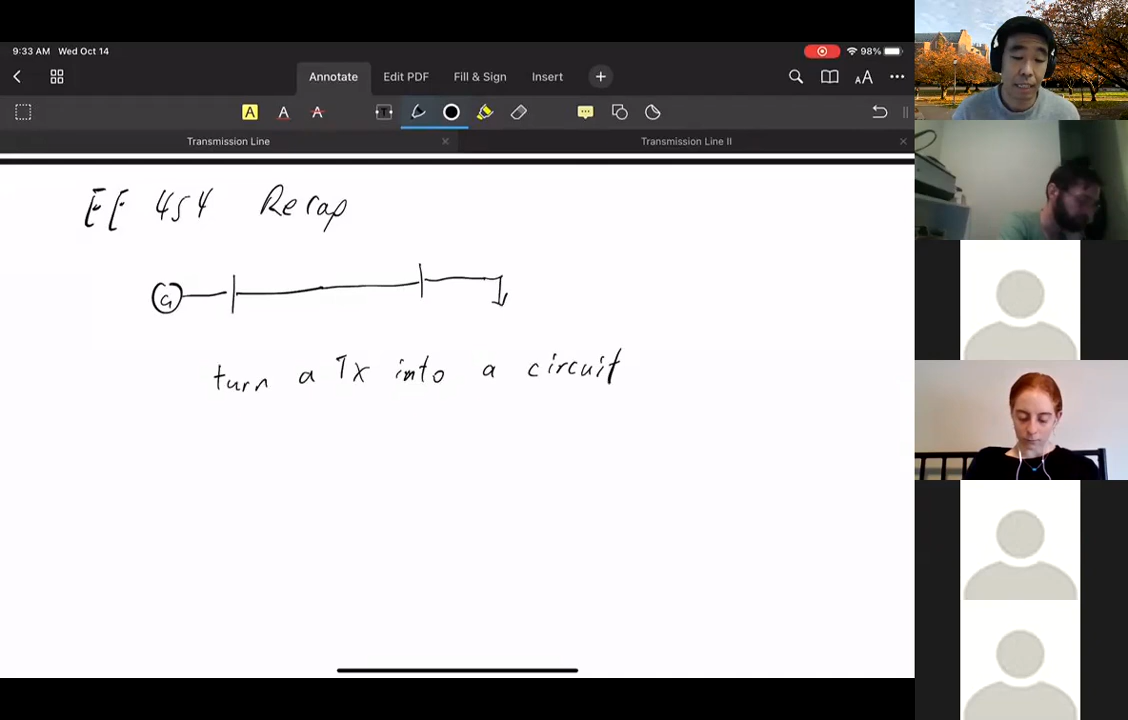 9:33 AM Wed Oct 14
98%
Annotate Edit PDF Fill & Sign Insert
Transmission Line
Transmission Line II
EE 454 Recap
G
turn a Tx into a circuit